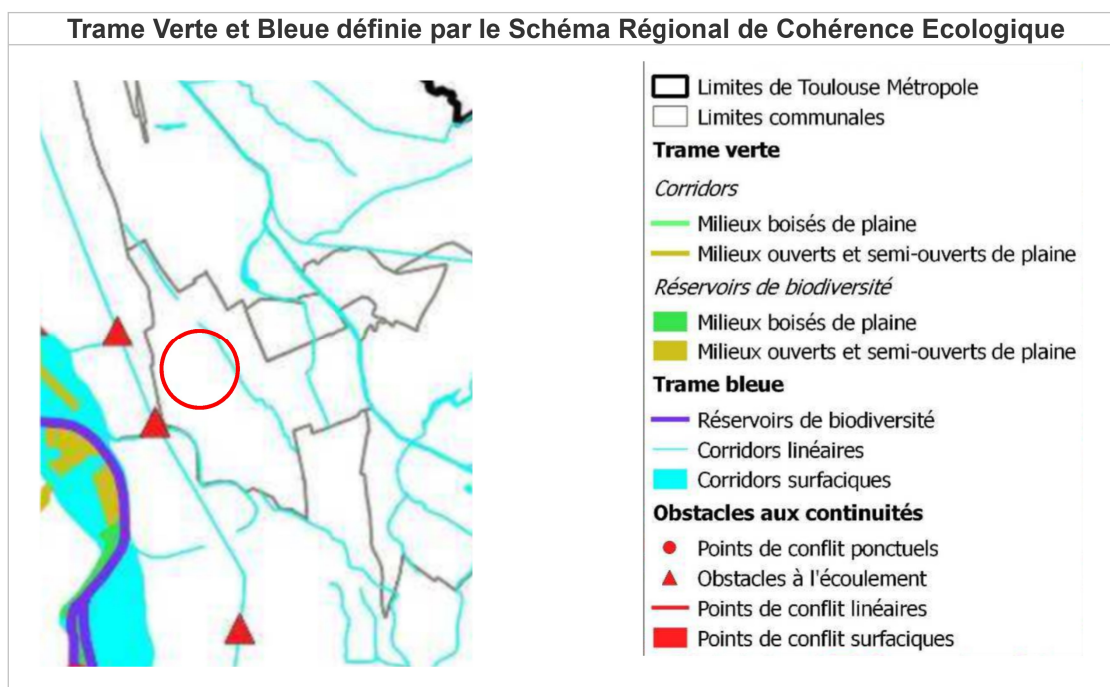 Trame Verte et Bleue définie par le Schéma Régional de Cohérence Ecologique
Limites de Toulouse Métropole
Limites communales
Trame verte
Corridors
Milieux boisés de plaine
Milieux ouverts et semi-ouverts de plaine
Réservoirs de biodiversité
Milieux boisés de plaine
Milieux ouverts et semi-ouverts de plaine
Trame bleue
Réservoirs de biodiversité
Corridors linéaires
Corridors surfaciques
Obstacles aux continuités
Points de conflit ponctuels
Obstacles à l'écoulement
Points de conflit linéaires
Points de conflit surfaciques